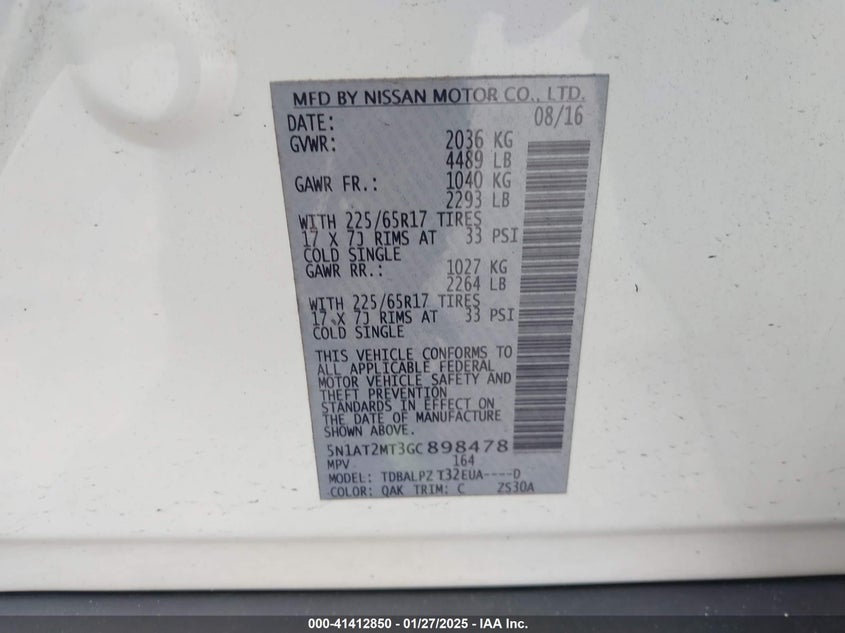 MFD BY NISSAN MOTOR CO., LTD.
DATE: 08/16
GVWR: 2036 KG
4489 LB
GAWR FR.: 1040 KG
2293 LB
WITH 225/65R17 TIRES
17 X 7J RIMS AT 33 PSI
COLD SINGLE
GAWR RR.: 1027 KG
2264 LB
WITH 225/65R17 TIRES
17 X 7J RIMS AT 33 PSI
COLD SINGLE
THIS VEHICLE CONFORMS TO
ALL APPLICABLE FEDERAL
MOTOR VEHICLE SAFETY AND
THEFT PREVENTION
STANDARDS IN EFFECT ON
THE DATE OF MANUFACTURE
SHOWN ABOVE.
5N1AT2MT3GC898478
MPV 164
MODEL: TDBALPZ T32EUA----D
COLOR: QAK TRIM: C ZS30A
000-41412850 - 01/27/2025 - IAA Inc.